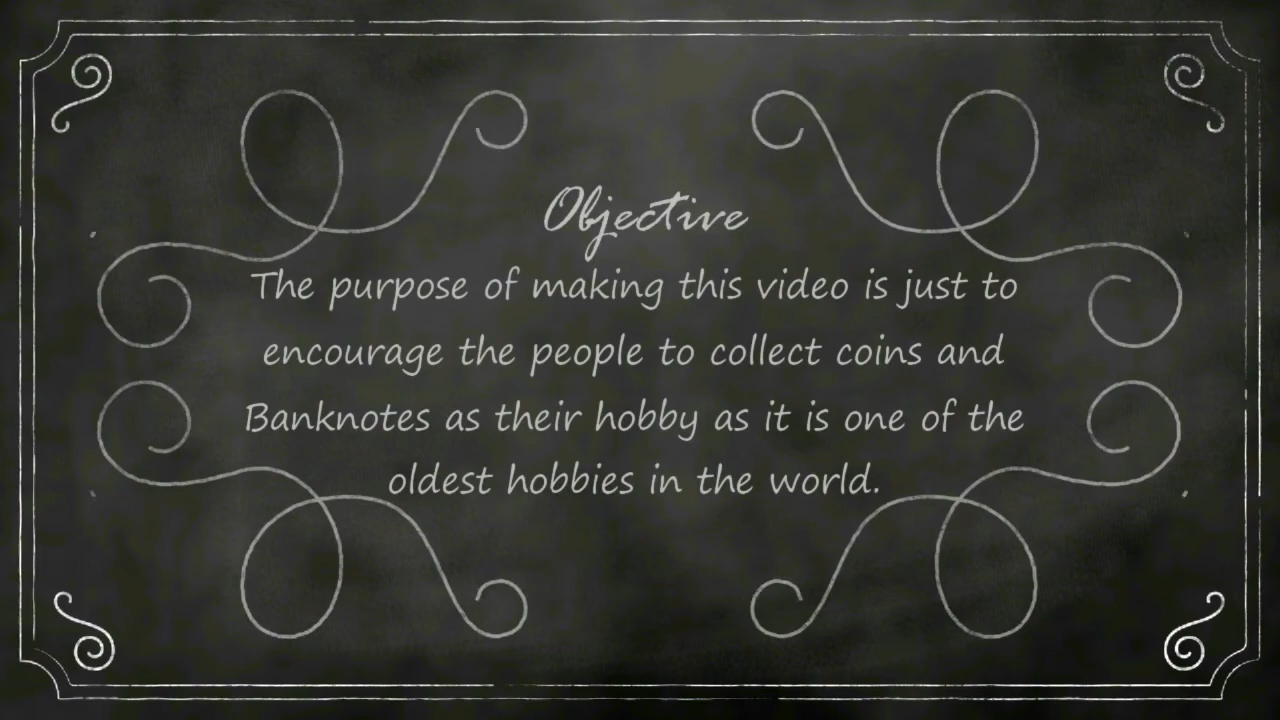 Objective
The purpose of making this video is just to
encourage the people to collect coins and
Banknotes as their hobby as it is one of the
oldest hobbies in the world.